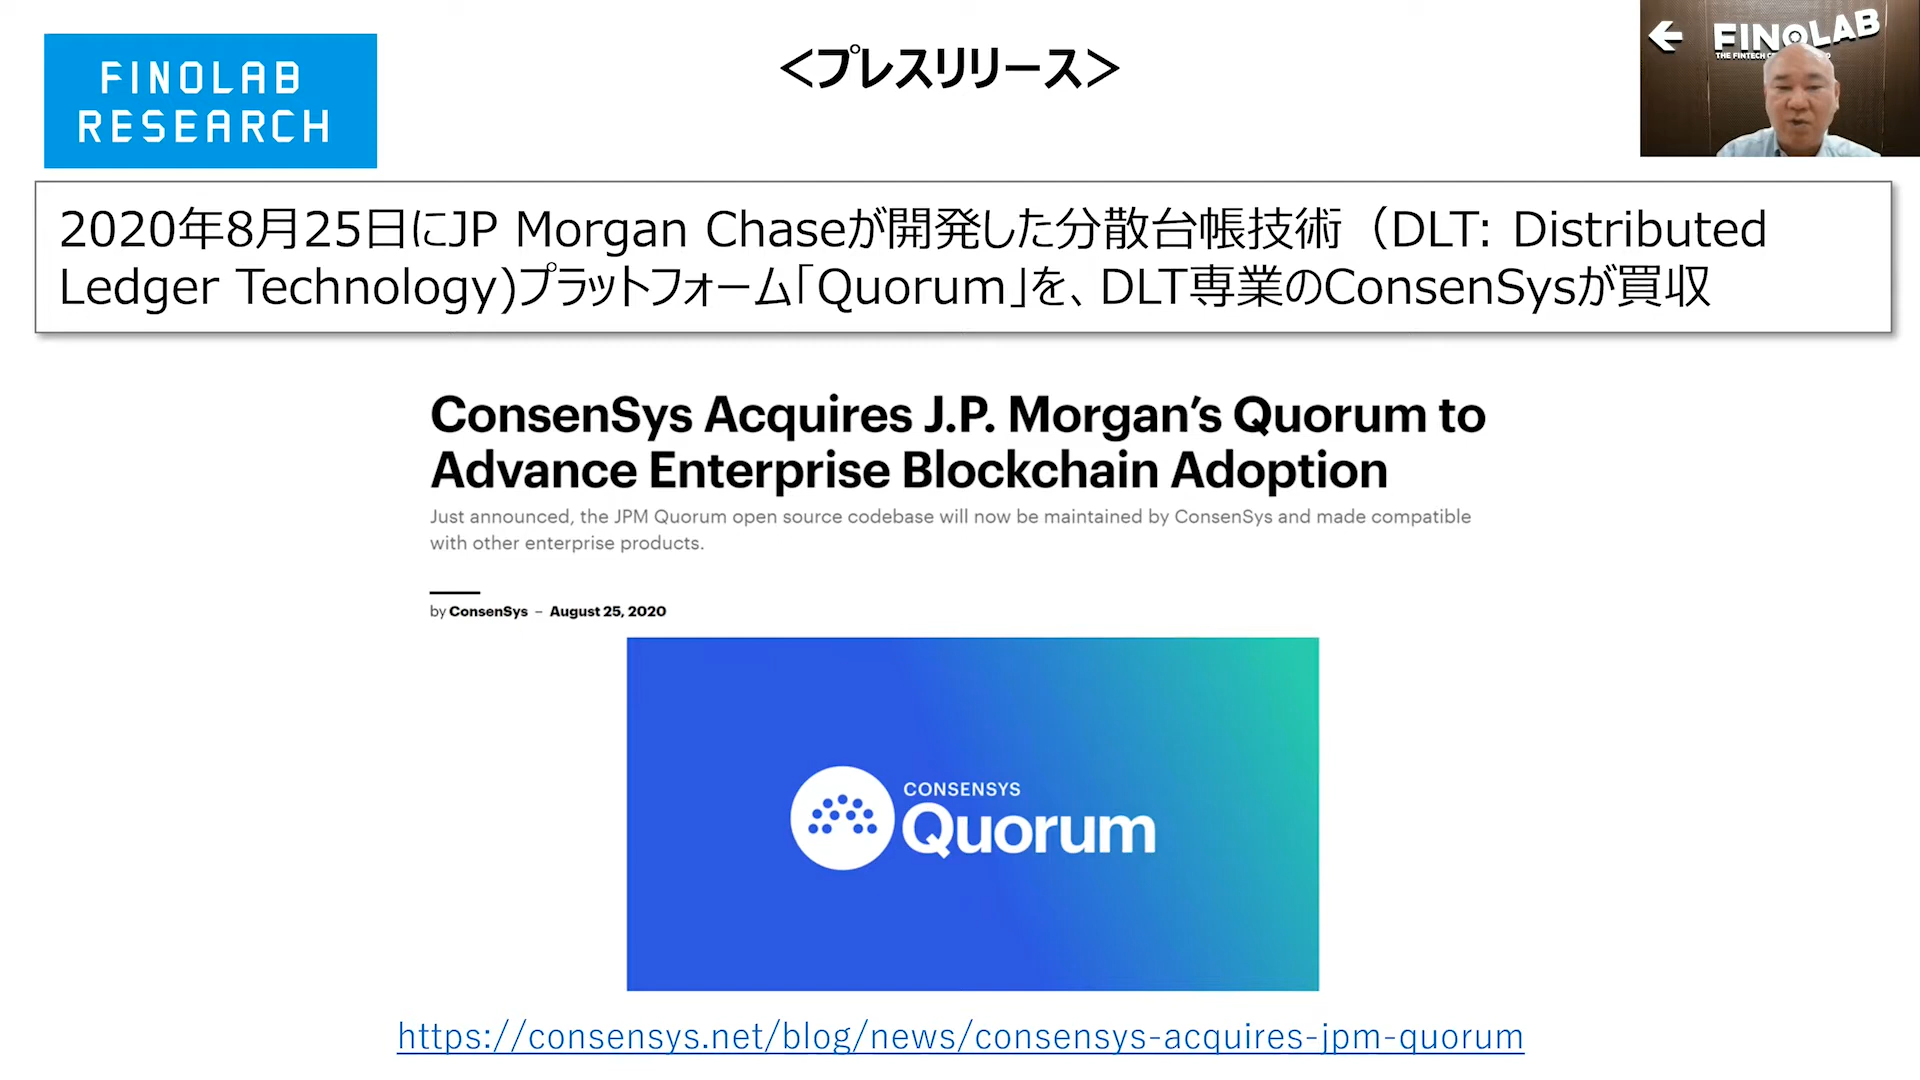 FINOLAB
RESEARCH
＜プレスリリース＞
FINOLAB
THE FINTECH
2020年8月25日にJP Morgan Chaseが開発した分散台帳技術（DLT: Distributed
Ledger Technology)プラットフォーム「Quorum」を、DLT専業のConsenSysが買収
ConsenSys Acquires J.P. Morgan’s Quorum to
Advance Enterprise Blockchain Adoption
Just announced, the JPM Quorum open source codebase will now be maintained by ConsenSys and made compatible
with other enterprise products.
by ConsenSys – August 25, 2020
CONSENSYS
Quorum
https://consensys.net/blog/news/consensys-acquires-jpm-quorum